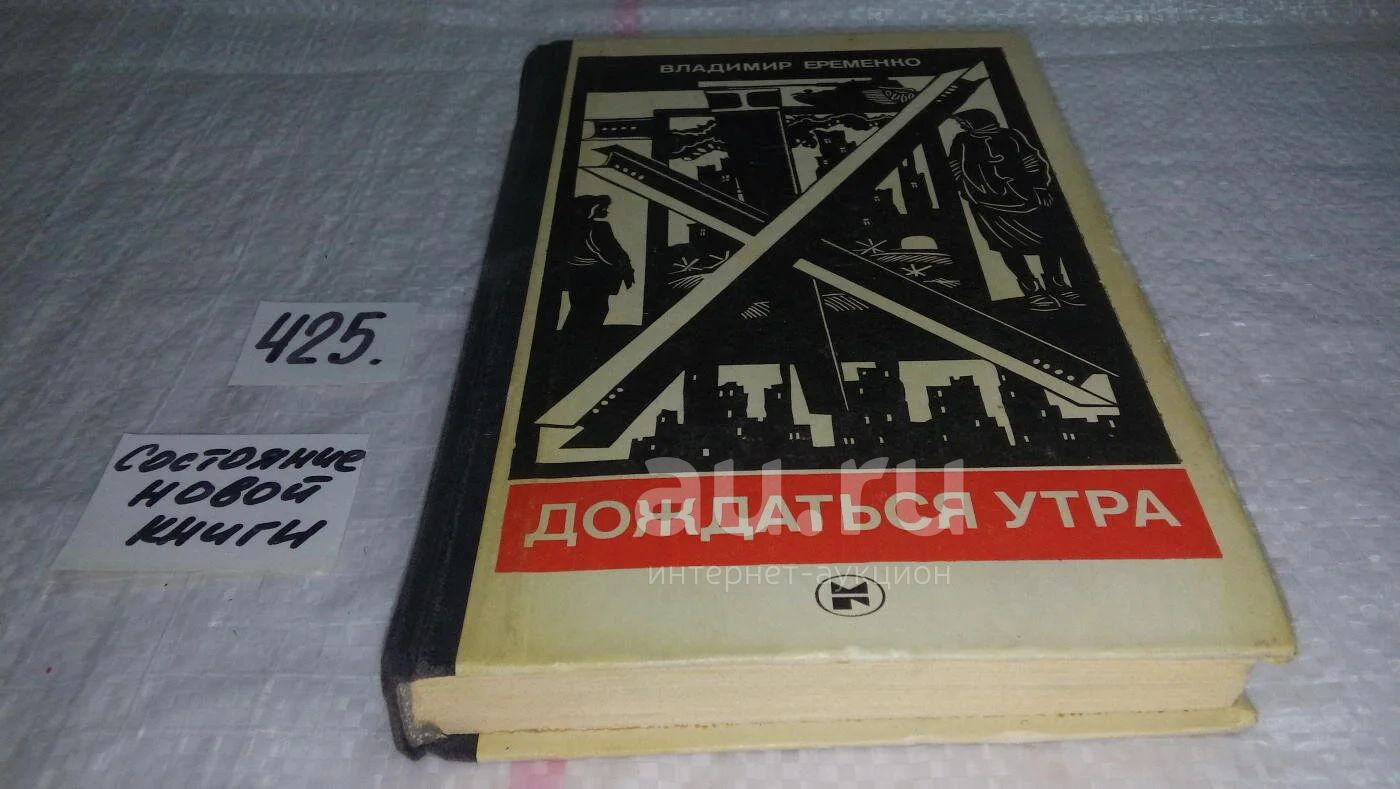 ВЛАДИМИР ЕРЕМЕНКО
425.
Состояние
новой
книги
ДОЖДАТЬСЯ УТРА
au.ru
интернет-аукцион